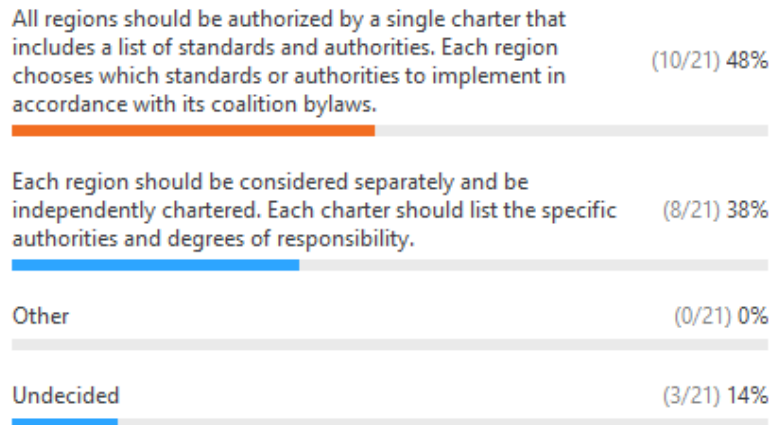 All regions should be authorized by a single charter that
includes a list of standards and authorities. Each region
chooses which standards or authorities to implement in
accordance with its coalition bylaws.
(10/21) 48%
Each region should be considered separately and be
independently chartered. Each charter should list the specific
authorities and degrees of responsibility.
(8/21) 38%
Other
(0/21) 0%
Undecided
(3/21) 14%